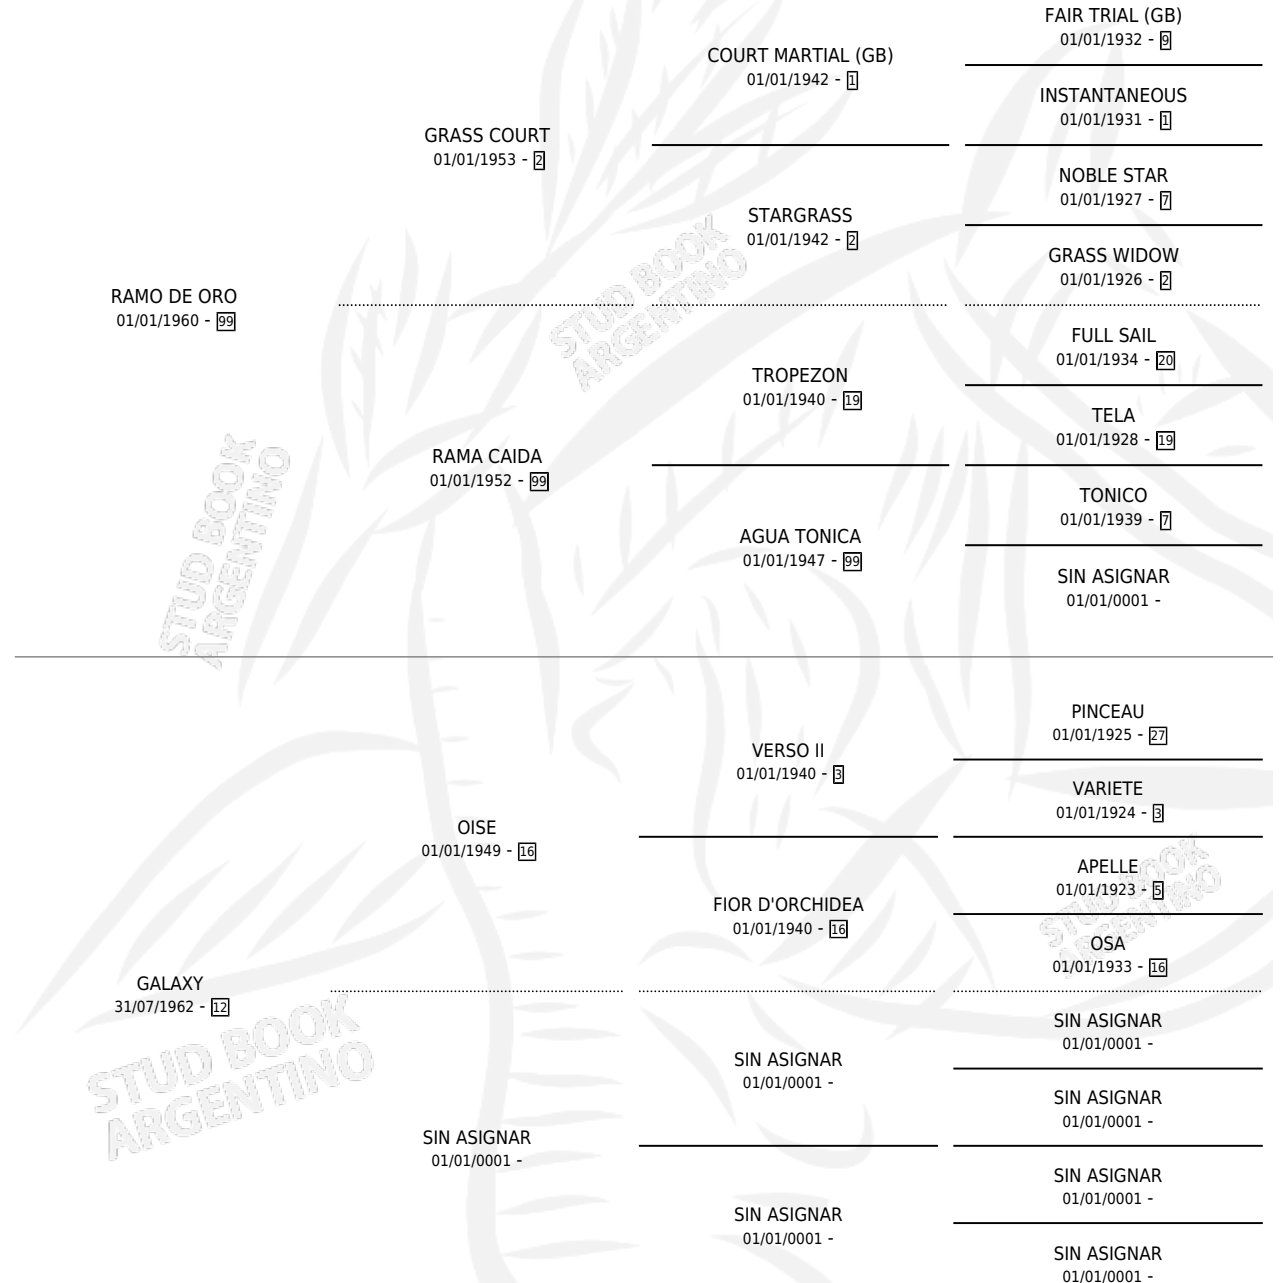 FAIR TRIAL (GB)
01/01/1932 - 9
COURT MARTIAL (GB)
01/01/1942 - 1
INSTANTANEOUS
01/01/1931 - 1
GRASS COURT
01/01/1953 - 2
NOBLE STAR
01/01/1927 - 7
STARGRASS
01/01/1942 - 2
GRASS WIDOW
01/01/1926 - 2
RAMO DE ORO
01/01/1960 - 99
FULL SAIL
01/01/1934 - 20
TROPEZON
01/01/1940 - 19
TELA
01/01/1928 - 19
RAMA CAIDA
01/01/1952 - 99
TONICO
01/01/1939 - 7
AGUA TONICA
01/01/1947 - 99
SIN ASIGNAR
01/01/0001 -
PINCEAU
01/01/1925 - 27
VERSO II
01/01/1940 - 3
VARIETE
01/01/1924 - 3
OISE
01/01/1949 - 16
APELLE
01/01/1923 - 5
FIOR D'ORCHIDEA
01/01/1940 - 16
OSA
01/01/1933 - 16
GALAXY
31/07/1962 - 12
SIN ASIGNAR
01/01/0001 -
SIN ASIGNAR
01/01/0001 -
SIN ASIGNAR
01/01/0001 -
SIN ASIGNAR
01/01/0001 -
SIN ASIGNAR
01/01/0001 -
SIN ASIGNAR
01/01/0001 -
SIN ASIGNAR
01/01/0001 -
STUD BOOK
ARGENTINO
STUD BOOK
ARGENTINO
STUD BOOK
ARGENTINO
STUD BOOK
ARGENTINO